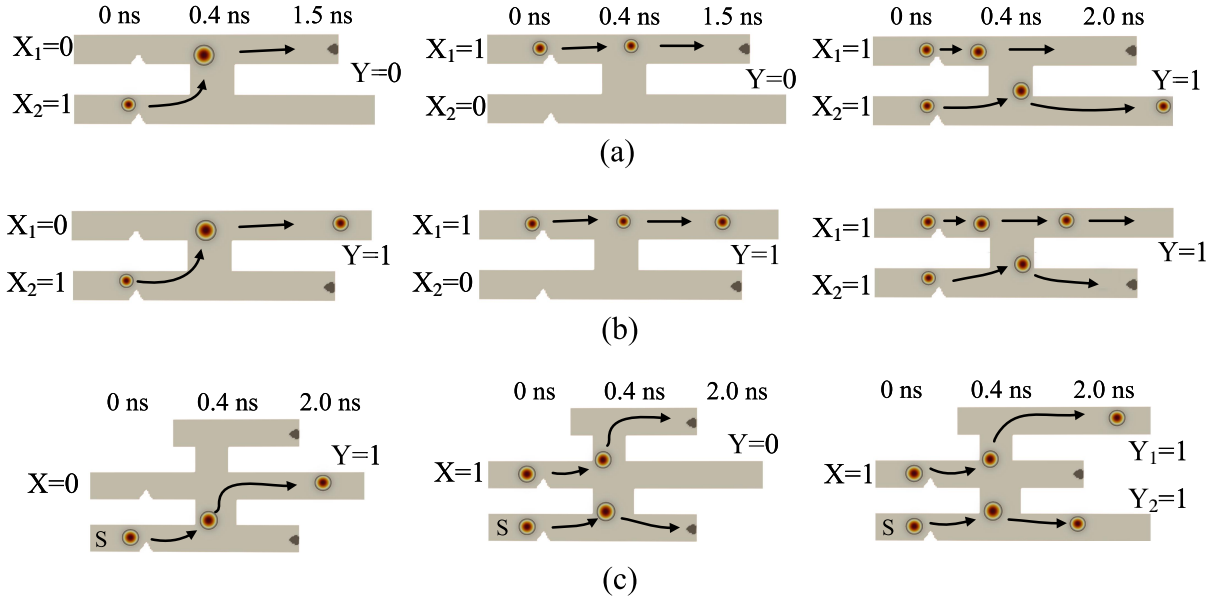 0 ns 0.4 ns 1.5 ns
X₁=0
Y=0
X₂=1
0 ns 0.4 ns 1.5 ns
X₁=1
Y=0
X₂=0
0 ns 0.4 ns 2.0 ns
X₁=1
Y=1
X₂=1
(a)
X₁=0
Y=1
X₂=1
X₁=1
Y=1
X₂=0
X₁=1
Y=1
X₂=1
(b)
0 ns 0.4 ns 2.0 ns
Y=1
X=0
S
0 ns 0.4 ns 2.0 ns
Y=0
X=1
S
0 ns 0.4 ns 2.0 ns
Y₁=1
X=1
Y₂=1
S
(c)